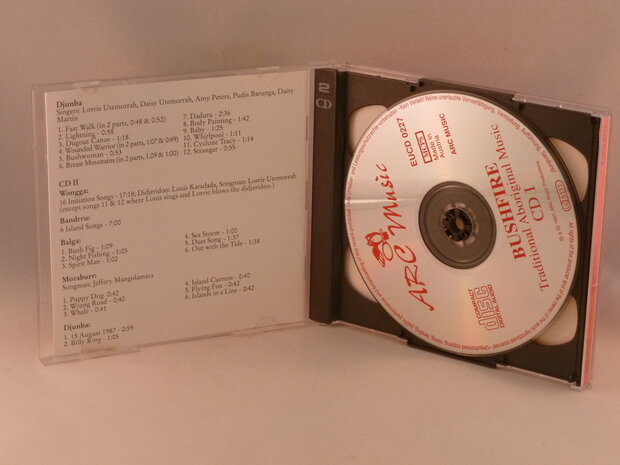 Djunba
Singers: Lorrie Utemorrah, Daisy Utemorrah, Amy Peters, Pudja Barunga, Daisy
Martin
1. Fast Walk (in 2 parts, 0:48 & 0:52)
2. Lightning - 0:58
3. Dugout Canoe - 1:18
4. Wounded Warrior (in 2 parts, 1:07 & 0:49)
5. Bushwoman - 0:53
6. Breast Mountains (in 2 parts, 1:09 & 1:00)
7. Daduru - 2:36
8. Body Painting - 1:42
9. Baby - 1:25
10. Whirlpool - 1:11
11. Cyclone Tracy - 1:14
12. Stranger - 0:55
CD II
Wongga:
16 Initiation Songs - 17:18; Didjeridoo: Louis Karadada, Songman: Lorrie Utemorrah
(except songs 11 & 12 where Louis sings and Lorrie blows the didjeridoo.)
Banderu:
6 Island Songs - 7:00
Balga:
1. Bush Fig - 1:09
2. Night Fishing - 1:05
3. Spirit Man - 1:02
4. Sea Storm - 1:00
5. Dust Song - 1:37
6. Out with the Tide - 1:38
Moraburr:
Songman: Jeffery Mangolamara
1. Puppy Dog 0:42
2. Wrong Road - 0:40
3. Whale - 0:41
4. Island Current - 0:40
5. Flying Fox - 0:42
6. Islands in a Line - 0:42
Djunba:
1. 15 August 1987 - 0:59
2. Billy King - 1:05
2
CD
ARC Music
EUCD 0227
Made in
Austria
ARC MUSIC
BUSHFIRE
Traditional Aboriginal Music
CD I
COMPACT
disc
DIGITAL AUDIO